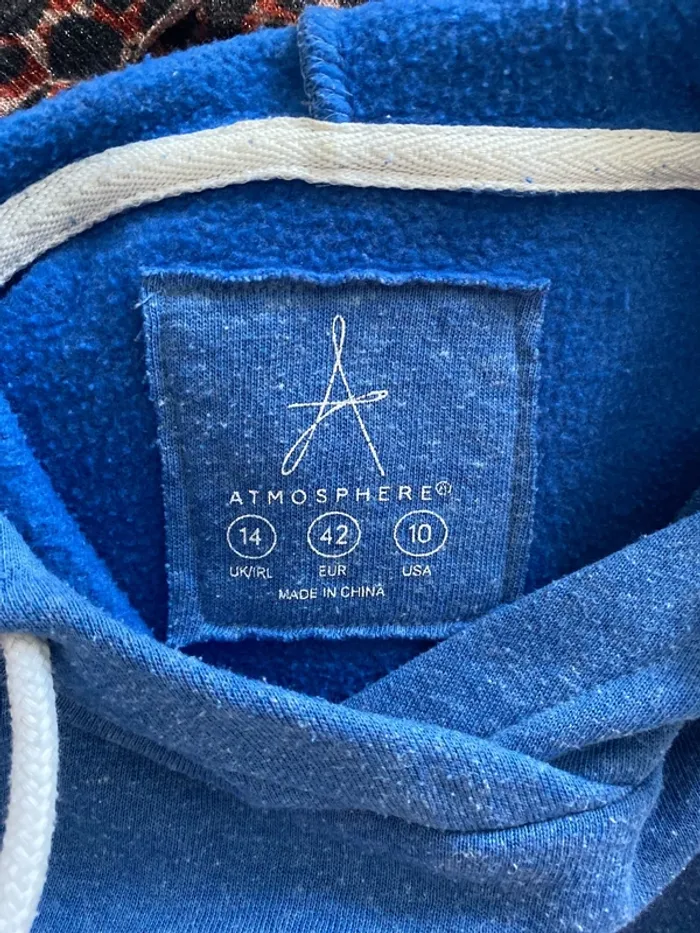 ATMOSPHERE®
14 42 10
UK/IRL EUR USA
MADE IN CHINA